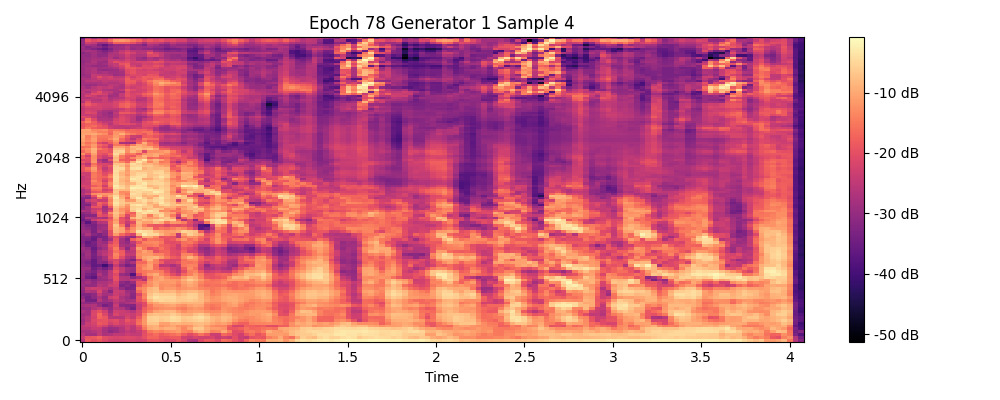 Epoch 78 Generator 1 Sample 4
Hz
4096
2048
1024
512
0
0 0.5 1 1.5 2 2.5 3 3.5 4
Time
-10 dB
-20 dB
-30 dB
-40 dB
-50 dB